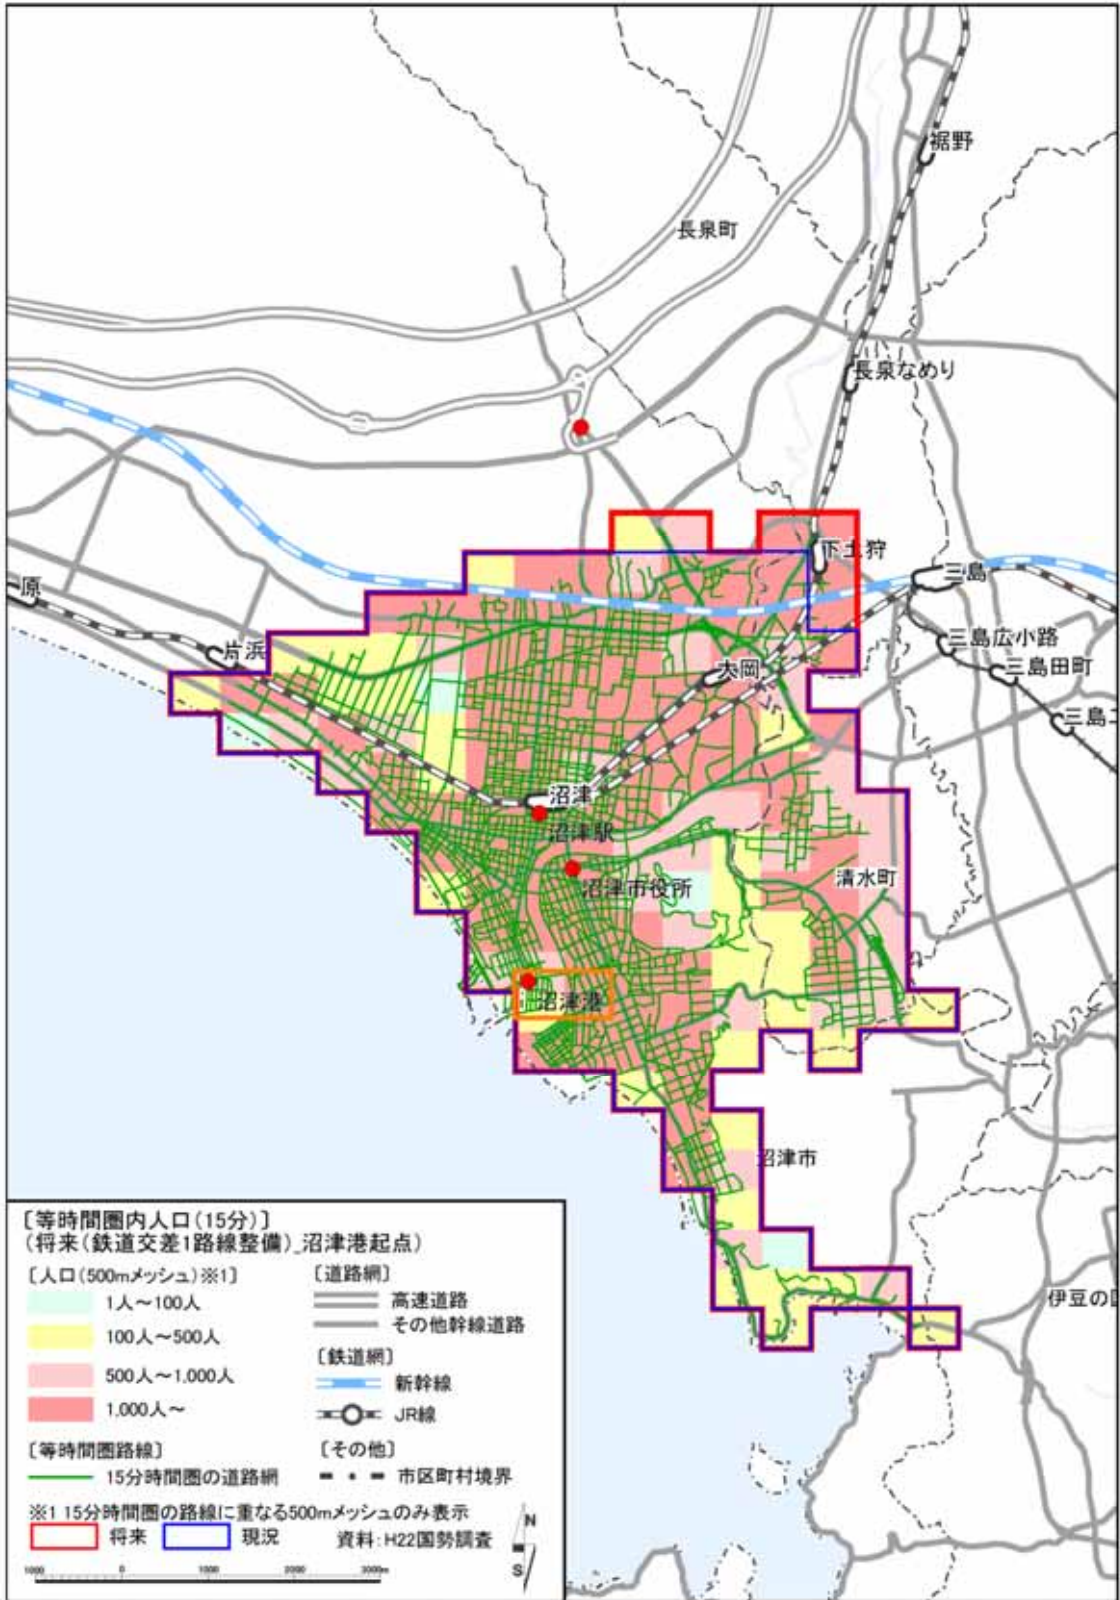 裾野
長泉町
長泉なめり
下土狩
三島
原
三島広小路
片浜
大岡
三島田町
三島
沼津
沼津駅
沼津市役所
清水町
沼津港
沼津市
伊豆の
〔等時間圏内人口(15分)〕
(将来(鉄道交差1路線整備)_沼津港起点)
〔人口(500mメッシュ)※1〕
1人～100人
100人～500人
500人～1,000人
1,000人～
〔道路網〕
高速道路
その他幹線道路
〔鉄道網〕
新幹線
JR線
〔等時間圏路線〕
15分時間圏の道路網
〔その他〕
市区町村境界
※1 15分時間圏の路線に重なる500mメッシュのみ表示
将来 現況 資料:H22国勢調査
N
S
1000 0 1000 2000 3000m